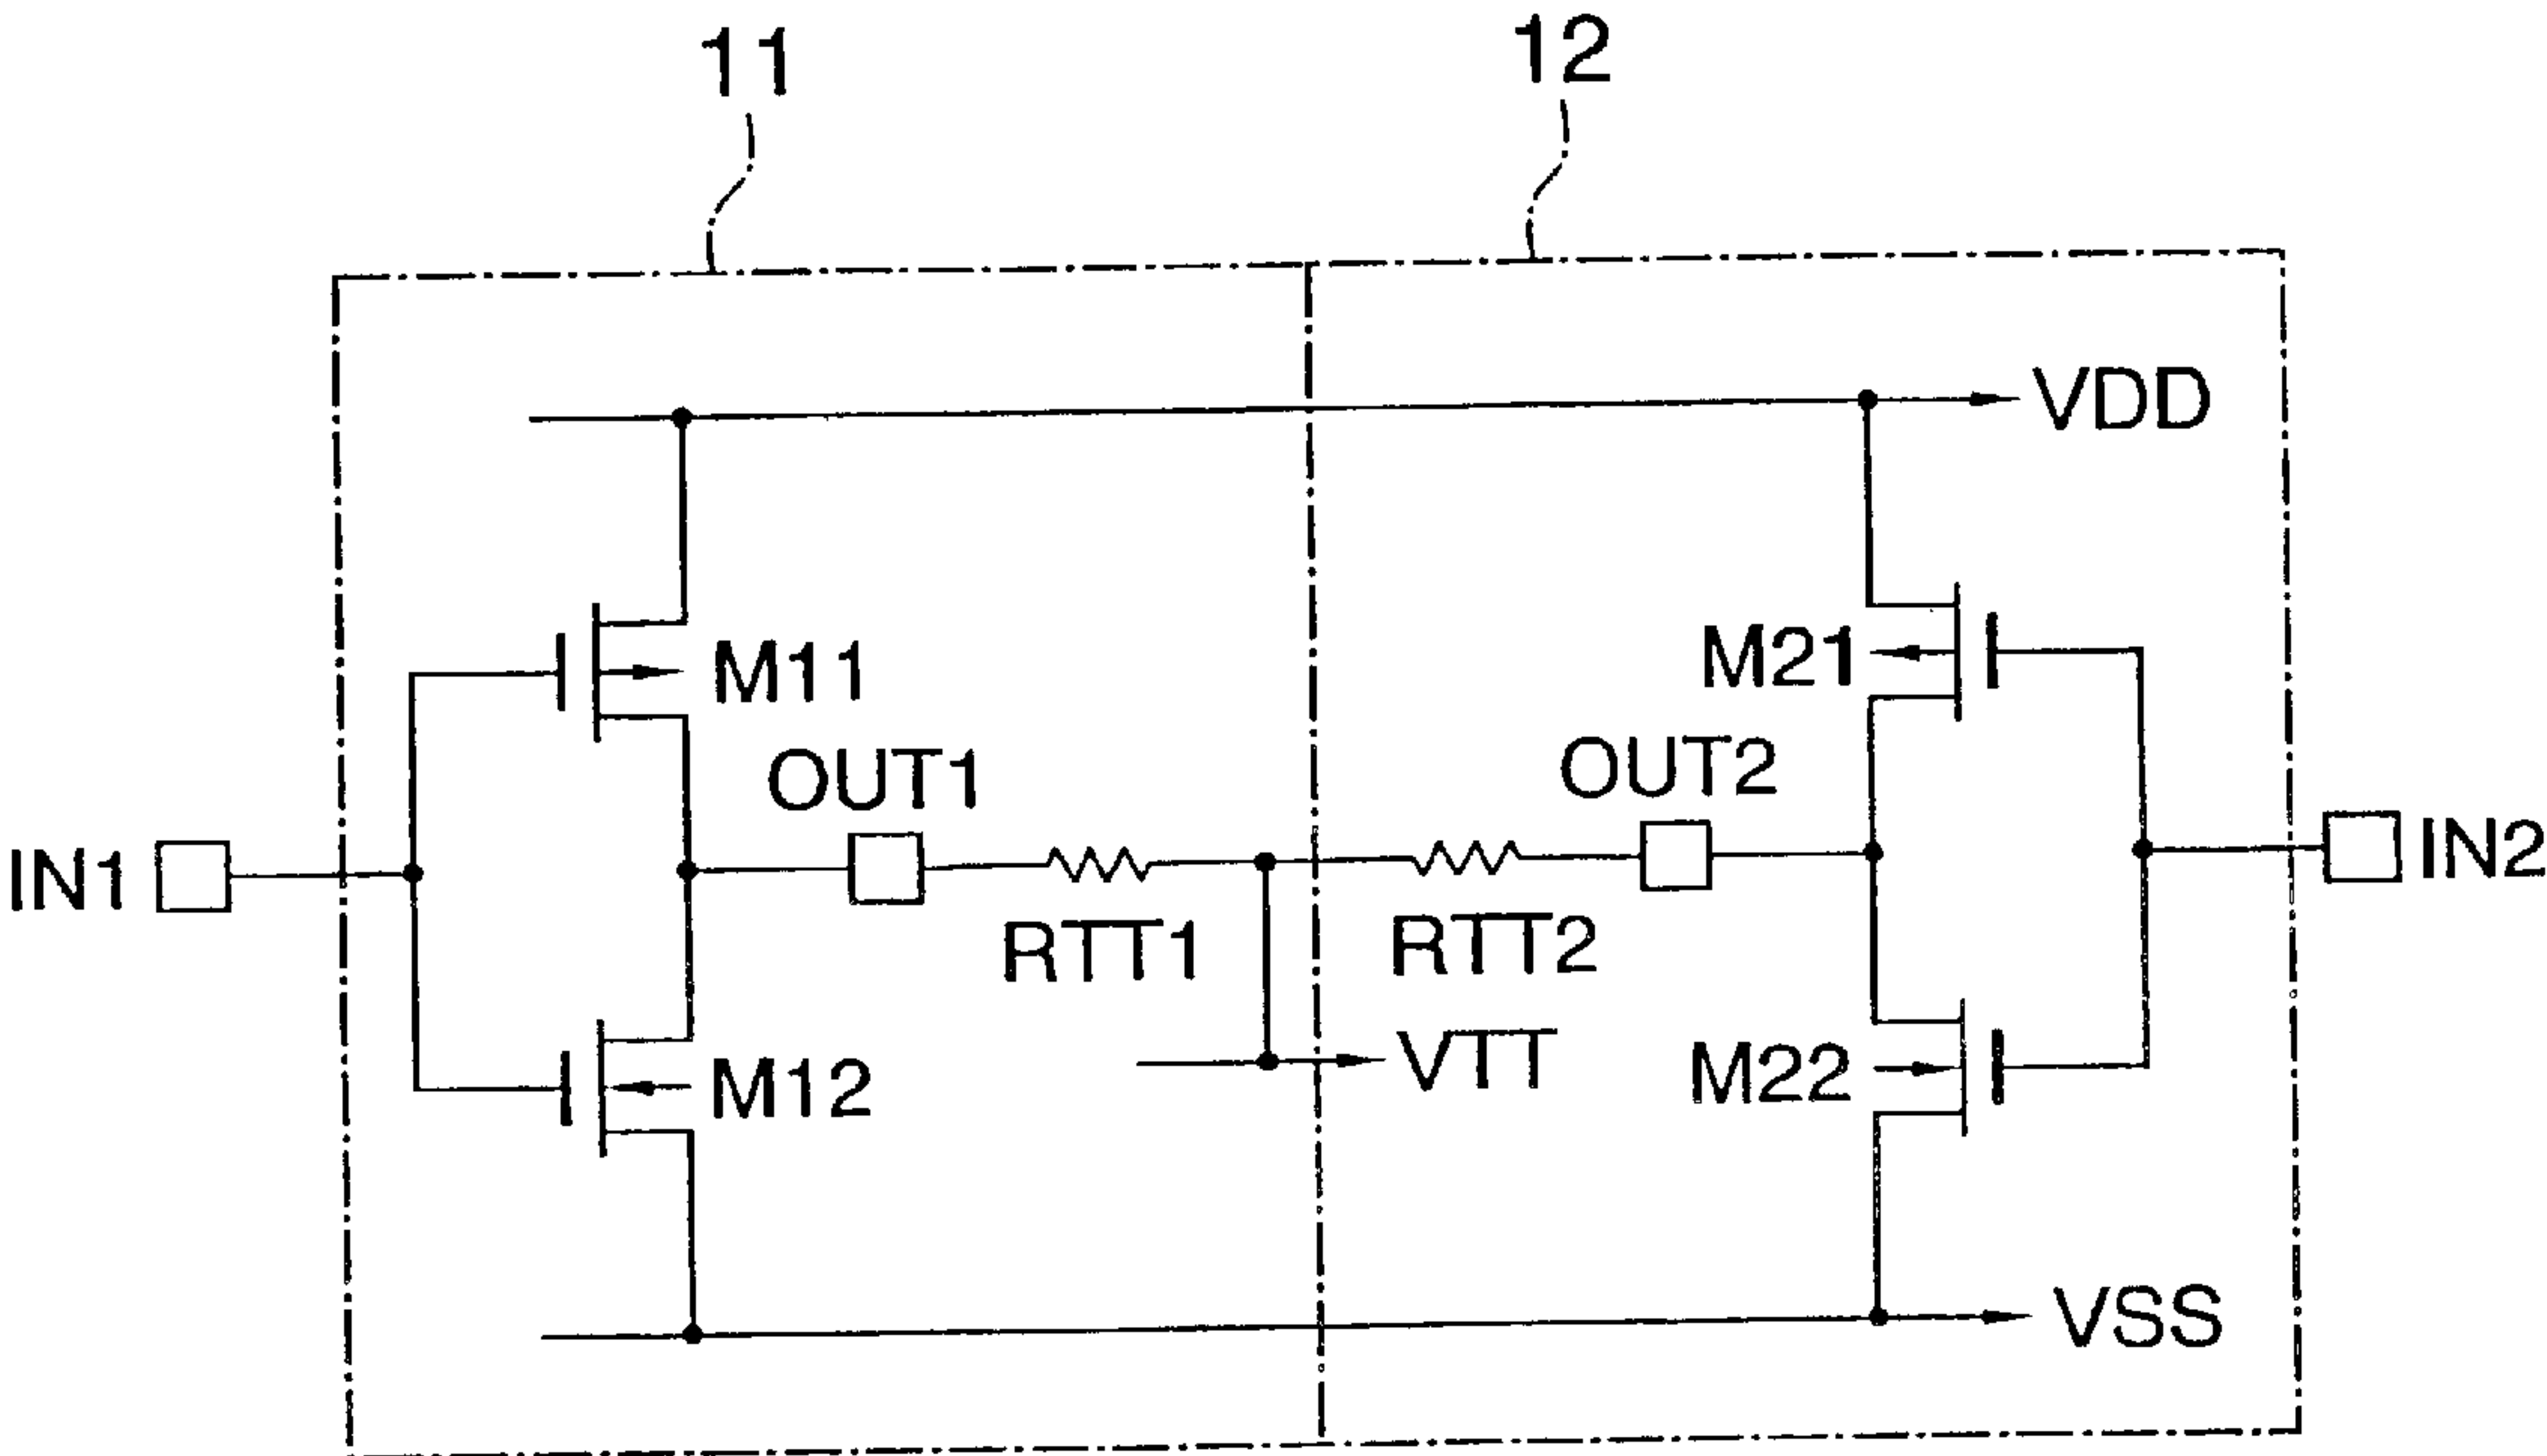 11
12
VDD
M11
M21
OUT1
OUT2
IN1
IN2
RTT1
RTT2
VTT
M12
M22
VSS